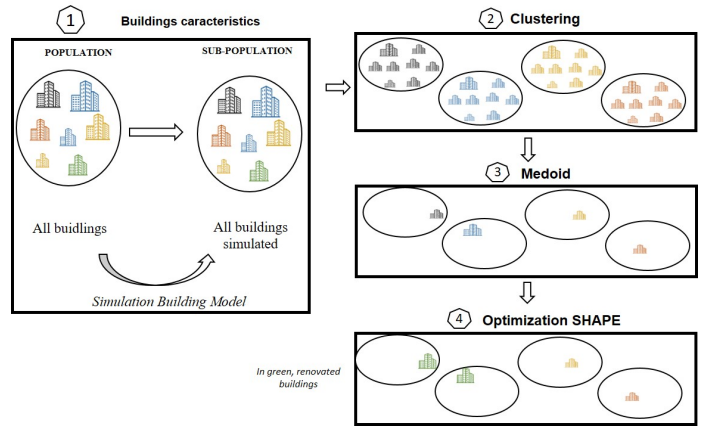 1 Buildings caracteristics
POPULATION
SUB-POPULATION
All buidlings
All buildings
simulated
Simulation Building Model
2 Clustering
3 Medoid
4 Optimization SHAPE
In green, renovated
buildings